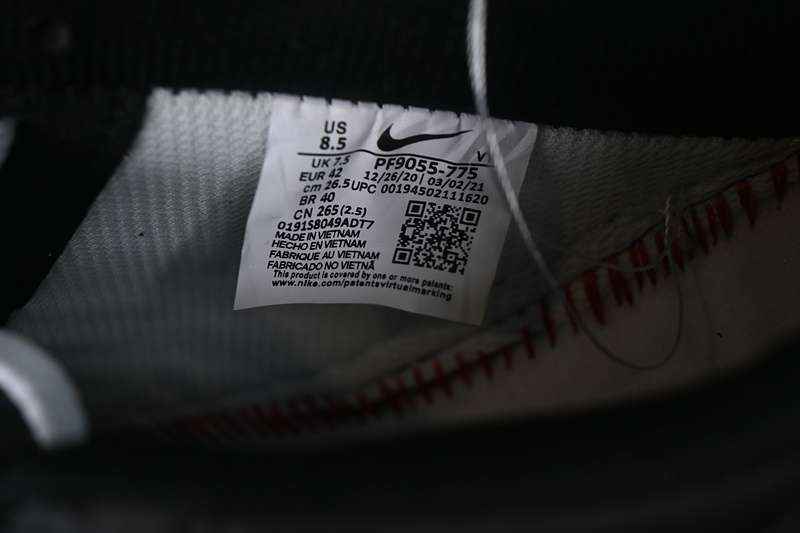 US
8.5
V
UK 7.5 PF9055-775
EUR 42 12/26/20 | 03/02/21
cm 26.5 UPC 00194502111620
BR 40
CN 265 (2.5)
0191S8049ADT7
MADE IN VIETNAM
HECHO EN VIETNAM
FABRIQUE AU VIETNAM
FABRICADO NO VIETNÃ
This product is covered by one or more patents:
www.nike.com/patentsvirtualmarking